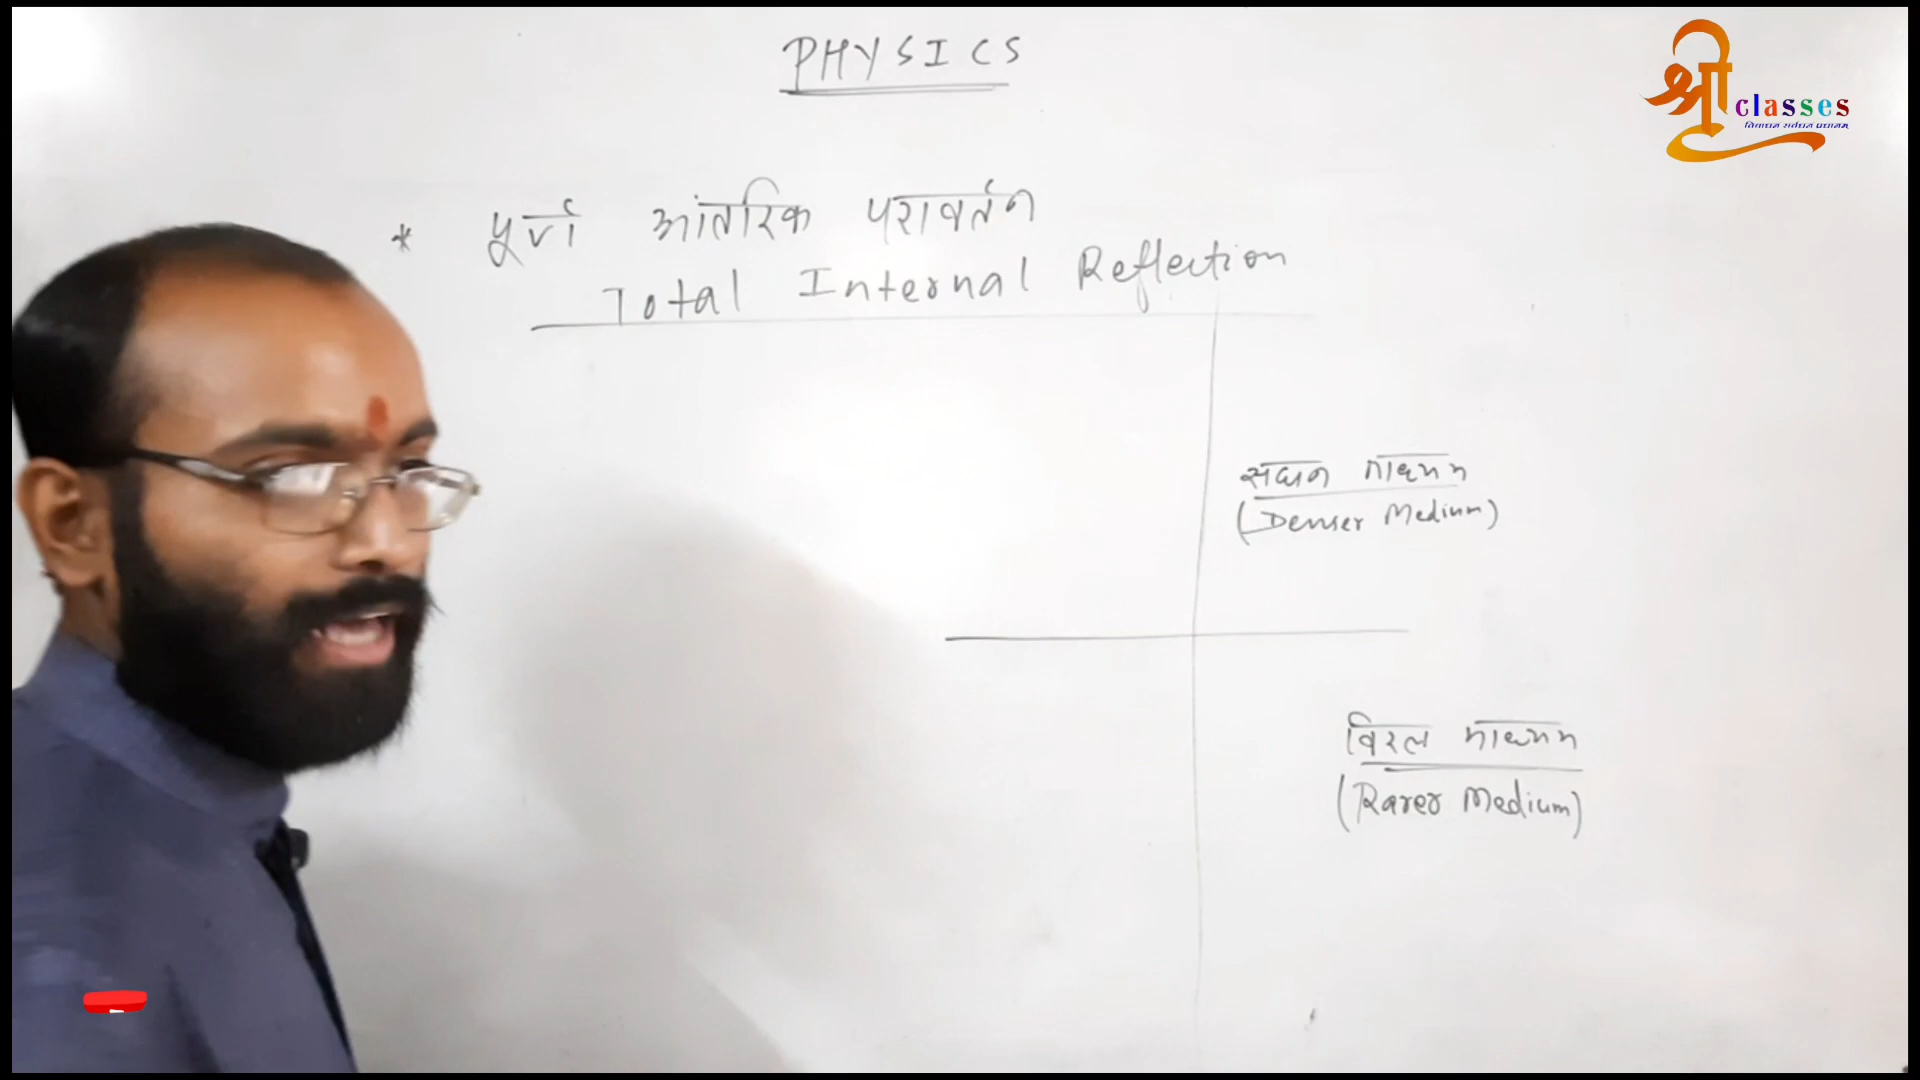 PHYSICS
श्री classes
* पूर्ण आंतरिक परावर्तन
Total Internal Reflection
सघन माध्यम
(Denser Medium)
विरल माध्यम
(Rarer Medium)